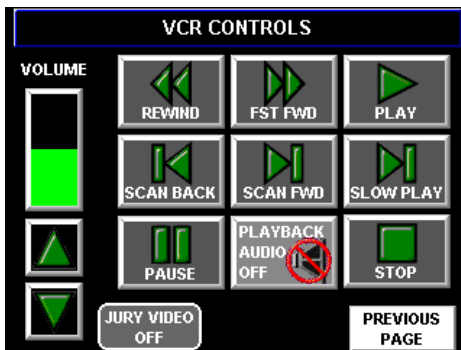 VCR CONTROLS
VOLUME
REWIND
FST FWD
PLAY
SCAN BACK
SCAN FWD
SLOW PLAY
PAUSE
PLAYBACK
AUDIO
OFF
STOP
JURY VIDEO
OFF
PREVIOUS
PAGE